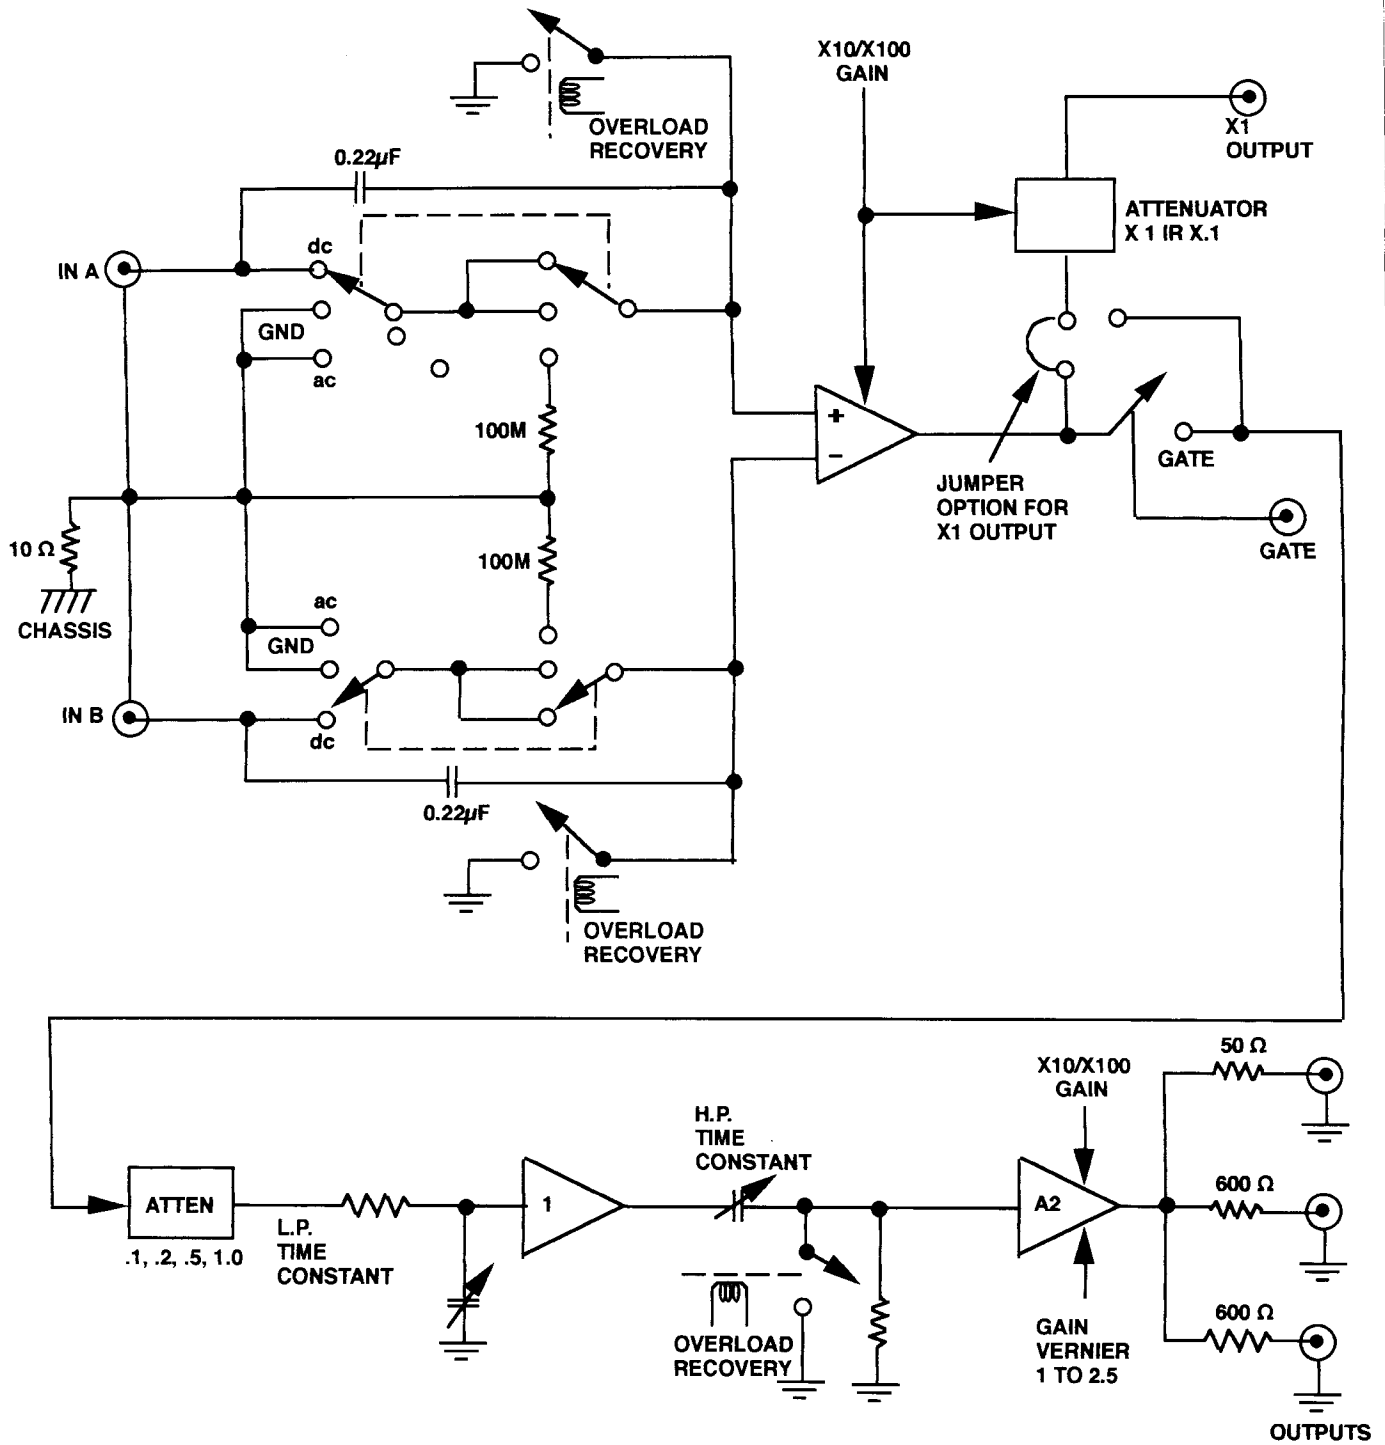 X10/X100
GAIN
OVERLOAD
RECOVERY
X1
OUTPUT
0.22µF
ATTENUATOR
X 1 IR X.1
dc
IN A
GND
ac
100M
+
−
GATE
JUMPER
OPTION FOR
X1 OUTPUT
GATE
10 Ω
100M
CHASSIS
ac
GND
IN B
dc
0.22µF
OVERLOAD
RECOVERY
50 Ω
X10/X100
GAIN
H.P.
TIME
CONSTANT
ATTEN
.1, .2, .5, 1.0
L.P.
TIME
CONSTANT
1
A2
600 Ω
OVERLOAD
RECOVERY
GAIN
VERNIER
1 TO 2.5
600 Ω
OUTPUTS